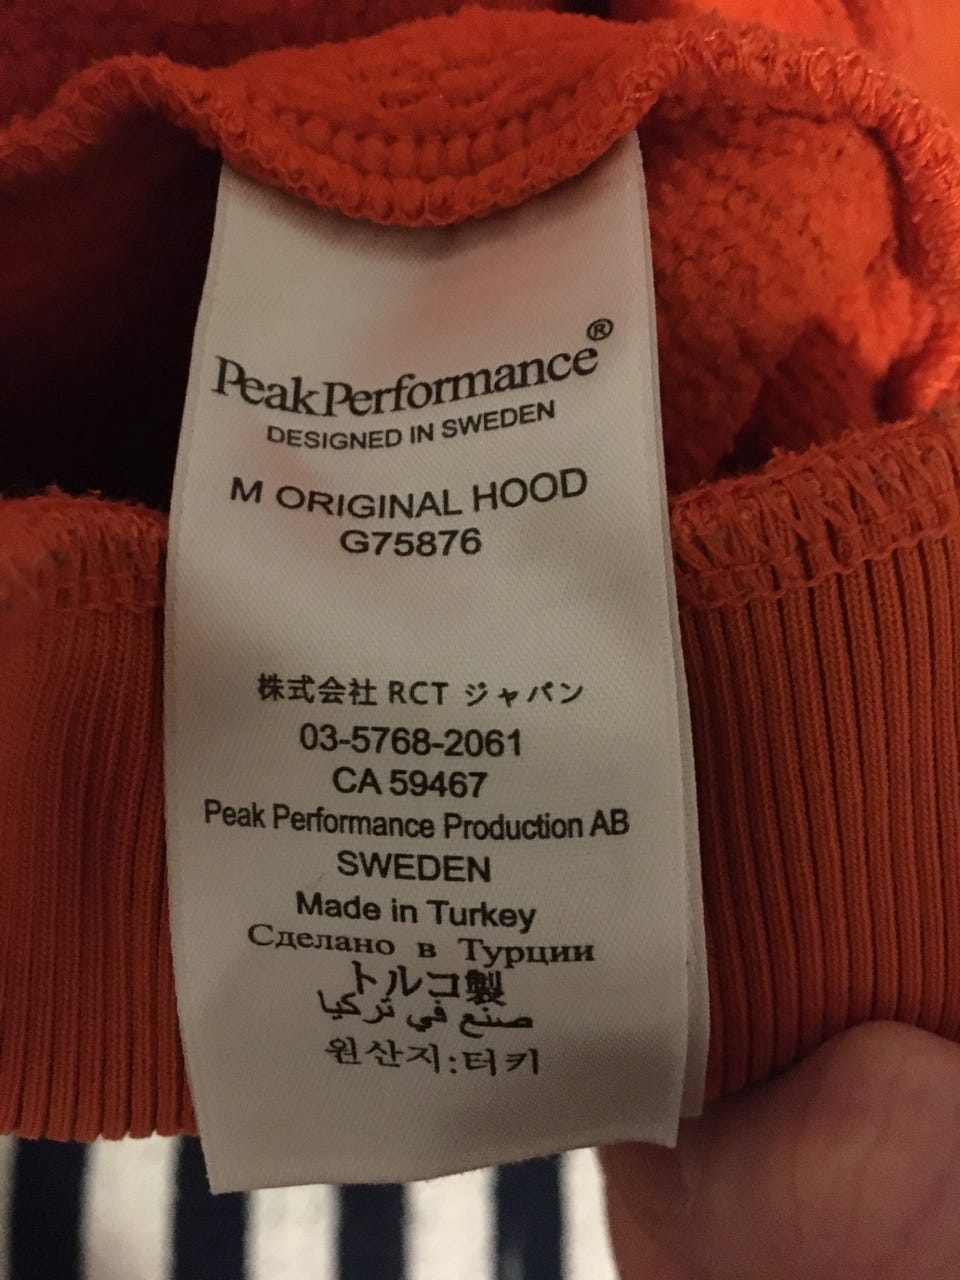 PeakPerformance®
DESIGNED IN SWEDEN
M ORIGINAL HOOD
G75876
株式会社 RCT ジャパン
03-5768-2061
CA 59467
Peak Performance Production AB
SWEDEN
Made in Turkey
Сделано в Турции
トルコ製
صنع في تركيا
원산지:터키